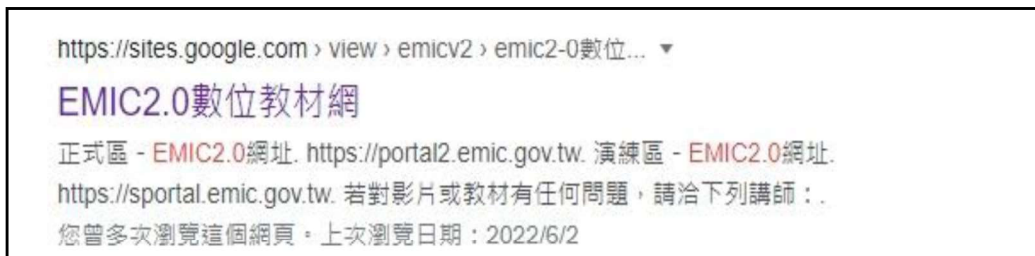 https://sites.google.com › view › emicv2 › emic2-0數位... ▼
EMIC2.0數位教材網
正式區 - EMIC2.0網址. https://portal2.emic.gov.tw. 演練區 - EMIC2.0網址.
https://sportal.emic.gov.tw. 若對影片或教材有任何問題，請洽下列講師：.
您曾多次瀏覽這個網頁。上次瀏覽日期：2022/6/2